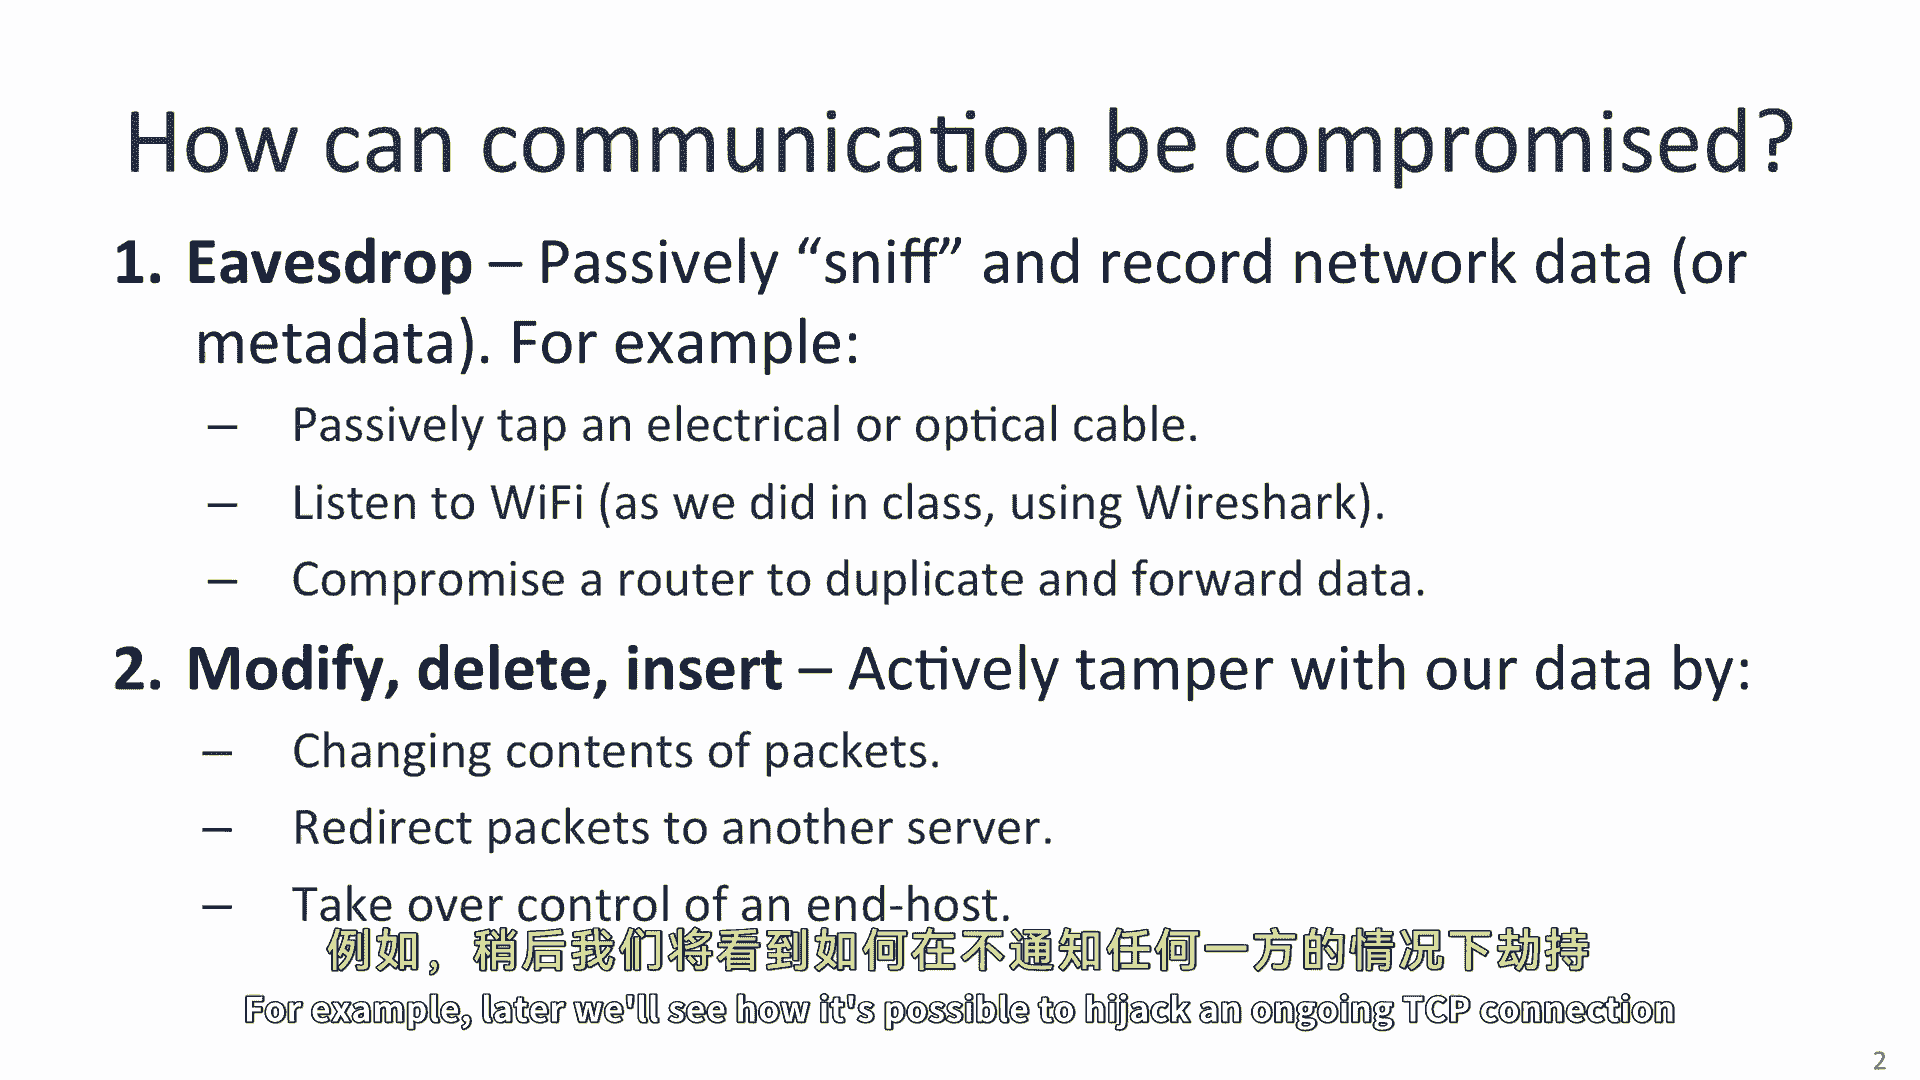 How can communication be compromised?
1. Eavesdrop – Passively “sniff” and record network data (or
metadata). For example:
– Passively tap an electrical or optical cable.
– Listen to WiFi (as we did in class, using Wireshark).
– Compromise a router to duplicate and forward data.
2. Modify, delete, insert – Actively tamper with our data by:
– Changing contents of packets.
– Redirect packets to another server.
– Take over control of an end-host.
例如，稍后我们将看到如何在不通知任何一方的情况下劫持
For example, later we'll see how it's possible to hijack an ongoing TCP connection
2